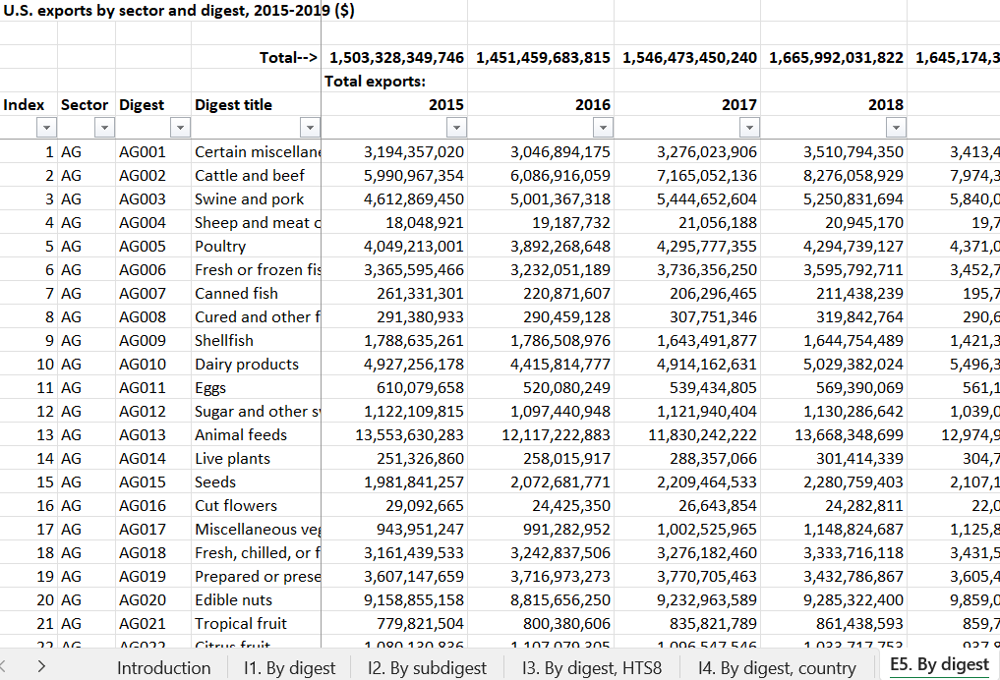 U.S. exports by sector and digest, 2015-2019 ($)
Total--> 1,503,328,349,746 1,451,459,683,815 1,546,473,450,240 1,665,992,031,822 1,645,174,3
Total exports:
Index Sector Digest Digest title 2015 2016 2017 2018
1 AG AG001 Certain miscellane 3,194,357,020 3,046,894,175 3,276,023,906 3,510,794,350 3,413,4
2 AG AG002 Cattle and beef 5,990,967,354 6,086,916,059 7,165,052,136 8,276,058,929 7,974,3
3 AG AG003 Swine and pork 4,612,869,450 5,001,367,318 5,444,652,604 5,250,831,694 5,840,0
4 AG AG004 Sheep and meat o 18,048,921 19,187,732 21,056,188 20,945,170 19,7
5 AG AG005 Poultry 4,049,213,001 3,892,268,648 4,295,777,355 4,294,739,127 4,371,0
6 AG AG006 Fresh or frozen fis 3,365,595,466 3,232,051,189 3,736,356,250 3,595,792,711 3,452,7
7 AG AG007 Canned fish 261,331,301 220,871,607 206,296,465 211,438,239 195,7
8 AG AG008 Cured and other f 291,380,933 290,459,128 307,751,346 319,842,764 290,6
9 AG AG009 Shellfish 1,788,635,261 1,786,508,976 1,643,491,877 1,644,754,489 1,421,3
10 AG AG010 Dairy products 4,927,256,178 4,415,814,777 4,914,162,631 5,029,382,024 5,496,3
11 AG AG011 Eggs 610,079,658 520,080,249 539,434,805 569,390,069 561,1
12 AG AG012 Sugar and other sw 1,122,109,815 1,097,440,948 1,121,940,404 1,130,286,642 1,039,0
13 AG AG013 Animal feeds 13,553,630,283 12,117,222,883 11,830,242,222 13,668,348,699 12,974,9
14 AG AG014 Live plants 251,326,860 258,015,917 288,357,066 301,414,339 304,7
15 AG AG015 Seeds 1,981,841,257 2,072,681,771 2,209,464,533 2,280,759,403 2,107,1
16 AG AG016 Cut flowers 29,092,665 24,425,350 26,643,854 24,282,811 22,0
17 AG AG017 Miscellaneous veg 943,951,247 991,282,952 1,002,525,965 1,148,824,687 1,125,8
18 AG AG018 Fresh, chilled, or f 3,161,439,533 3,242,837,506 3,276,182,460 3,333,716,118 3,431,5
19 AG AG019 Prepared or prese 3,607,147,659 3,716,973,273 3,770,705,463 3,432,786,867 3,605,4
20 AG AG020 Edible nuts 9,158,855,158 8,815,656,250 9,232,963,589 9,285,322,400 9,859,0
21 AG AG021 Tropical fruit 779,821,504 800,380,606 835,821,789 861,438,593 859,7
22 AG AG022 Citrus fruit
Introduction I1. By digest I2. By subdigest I3. By digest, HTS8 I4. By digest, country E5. By digest